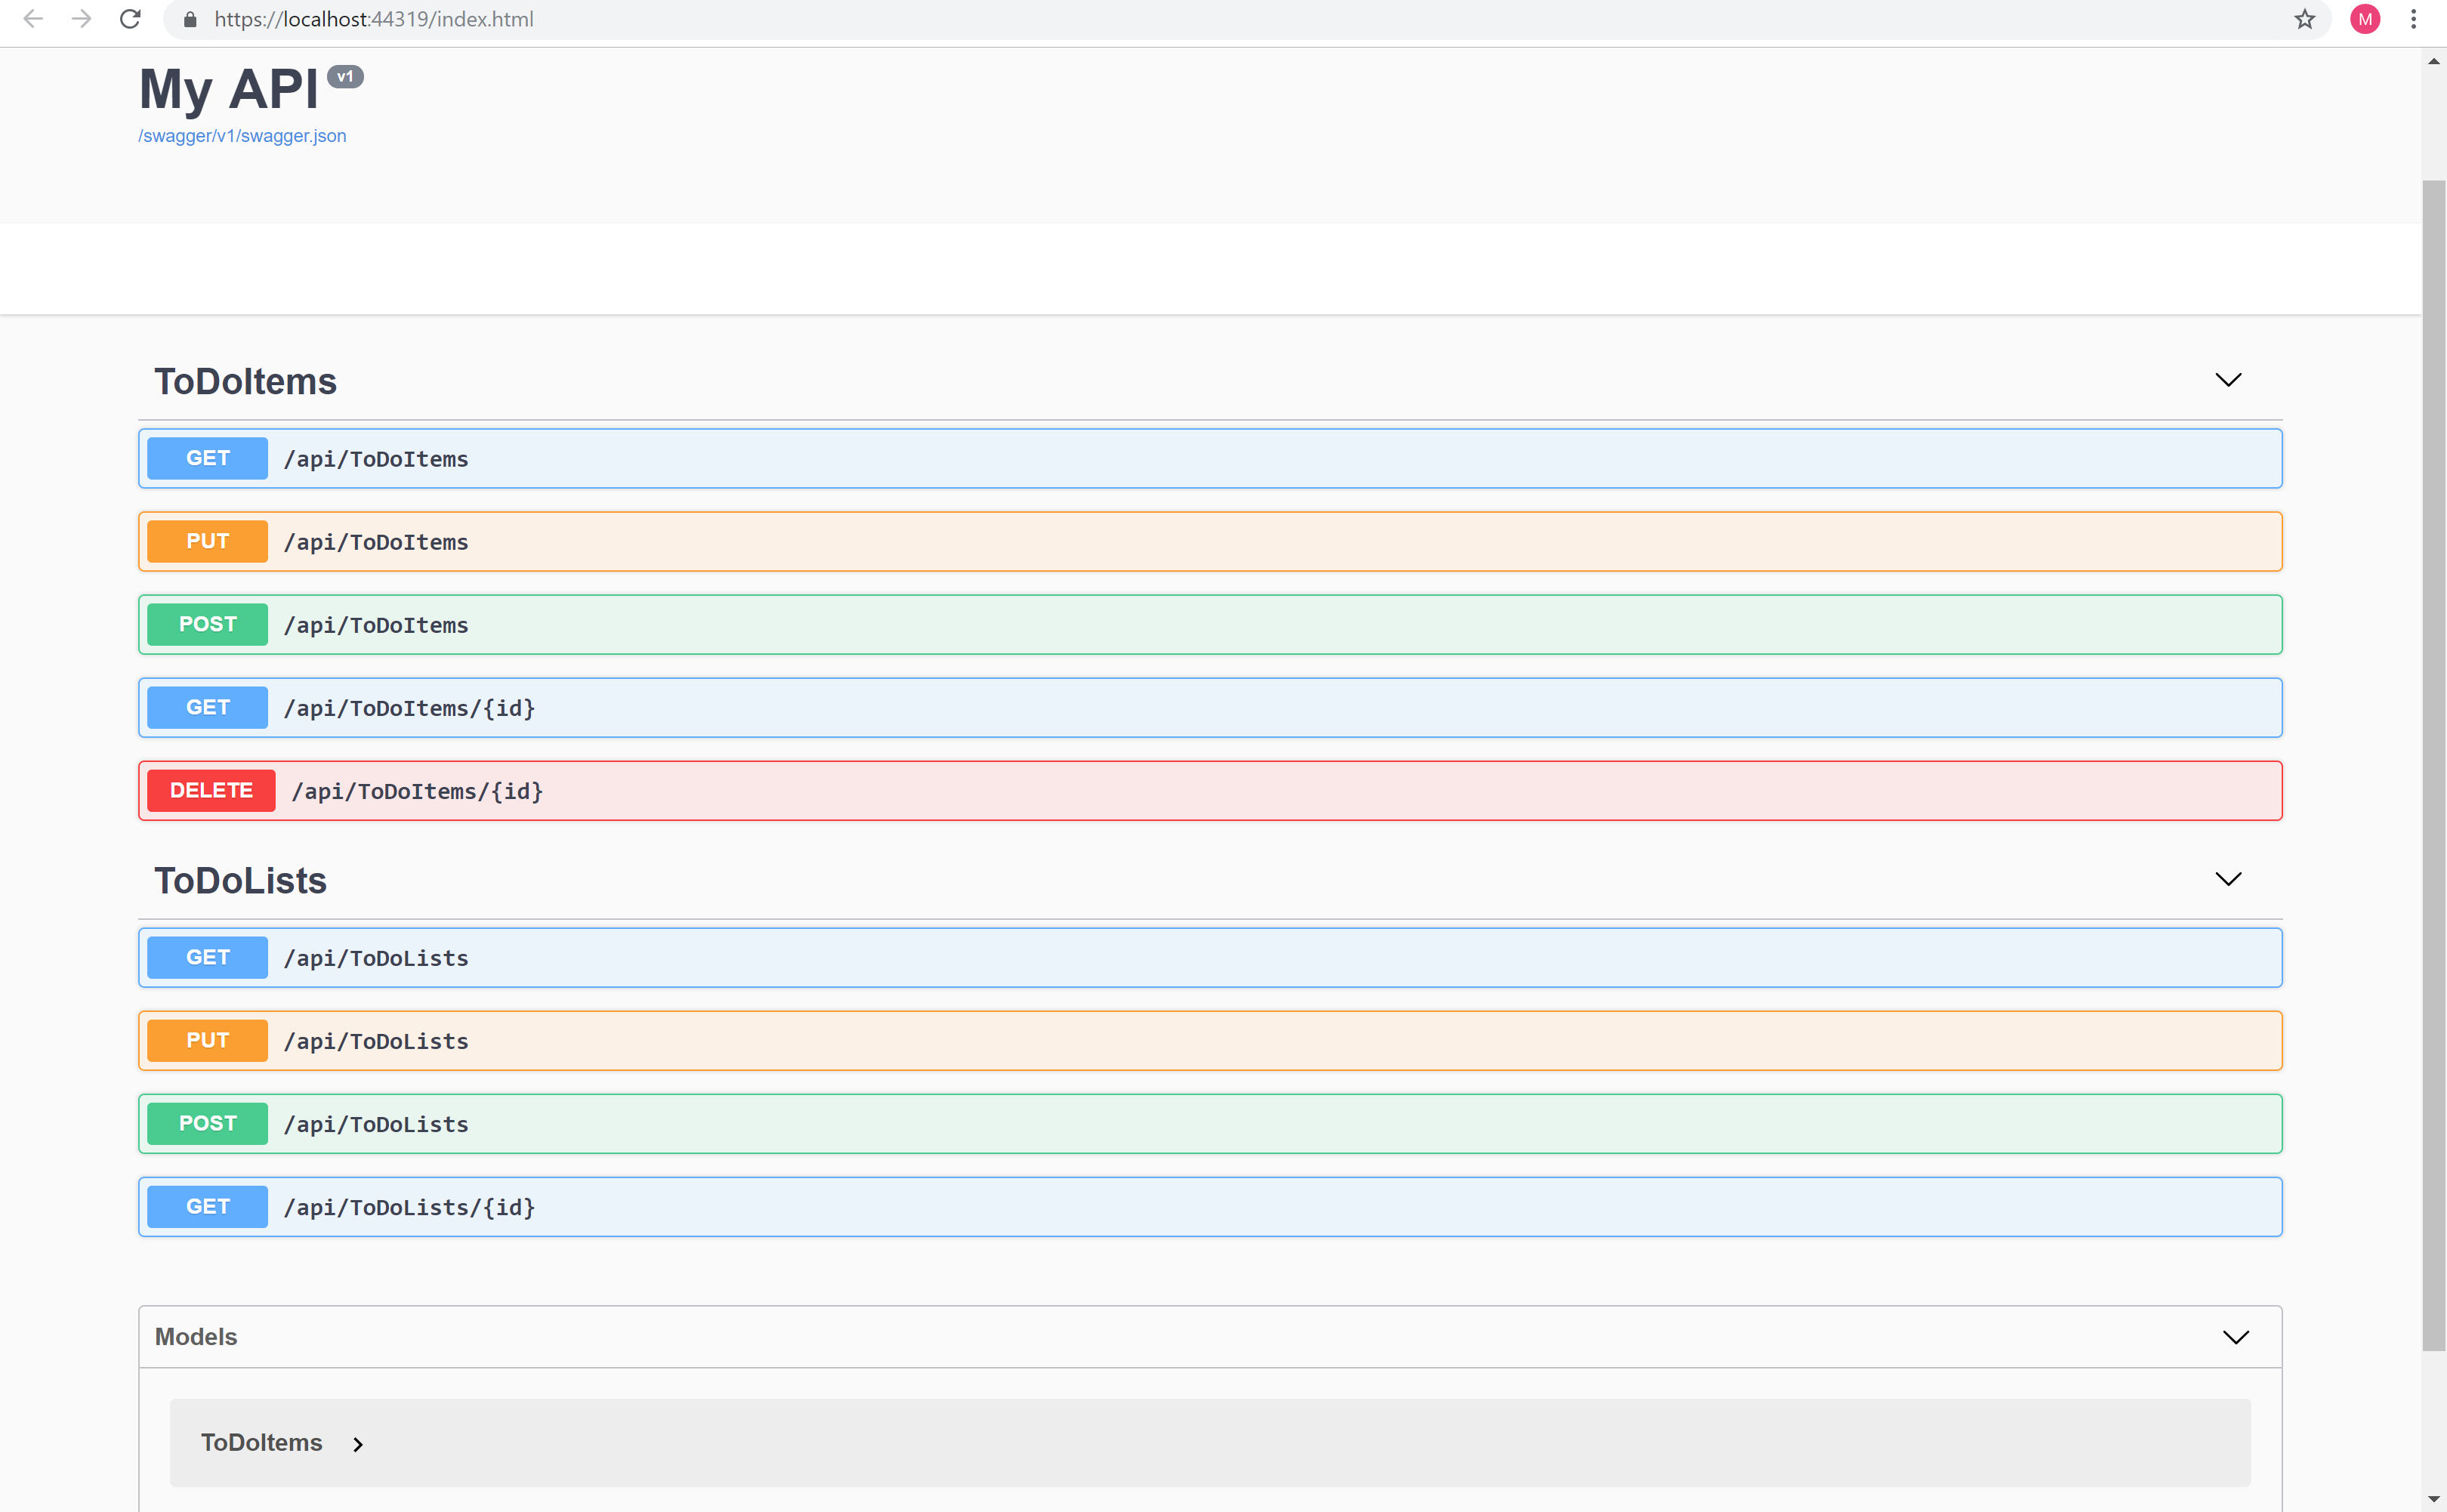 https://localhost:44319/index.html
M
My API v1
/swagger/v1/swagger.json
ToDoItems
GET /api/ToDoItems
PUT /api/ToDoItems
POST /api/ToDoItems
GET /api/ToDoItems/{id}
DELETE /api/ToDoItems/{id}
ToDoLists
GET /api/ToDoLists
PUT /api/ToDoLists
POST /api/ToDoLists
GET /api/ToDoLists/{id}
Models
ToDoItems